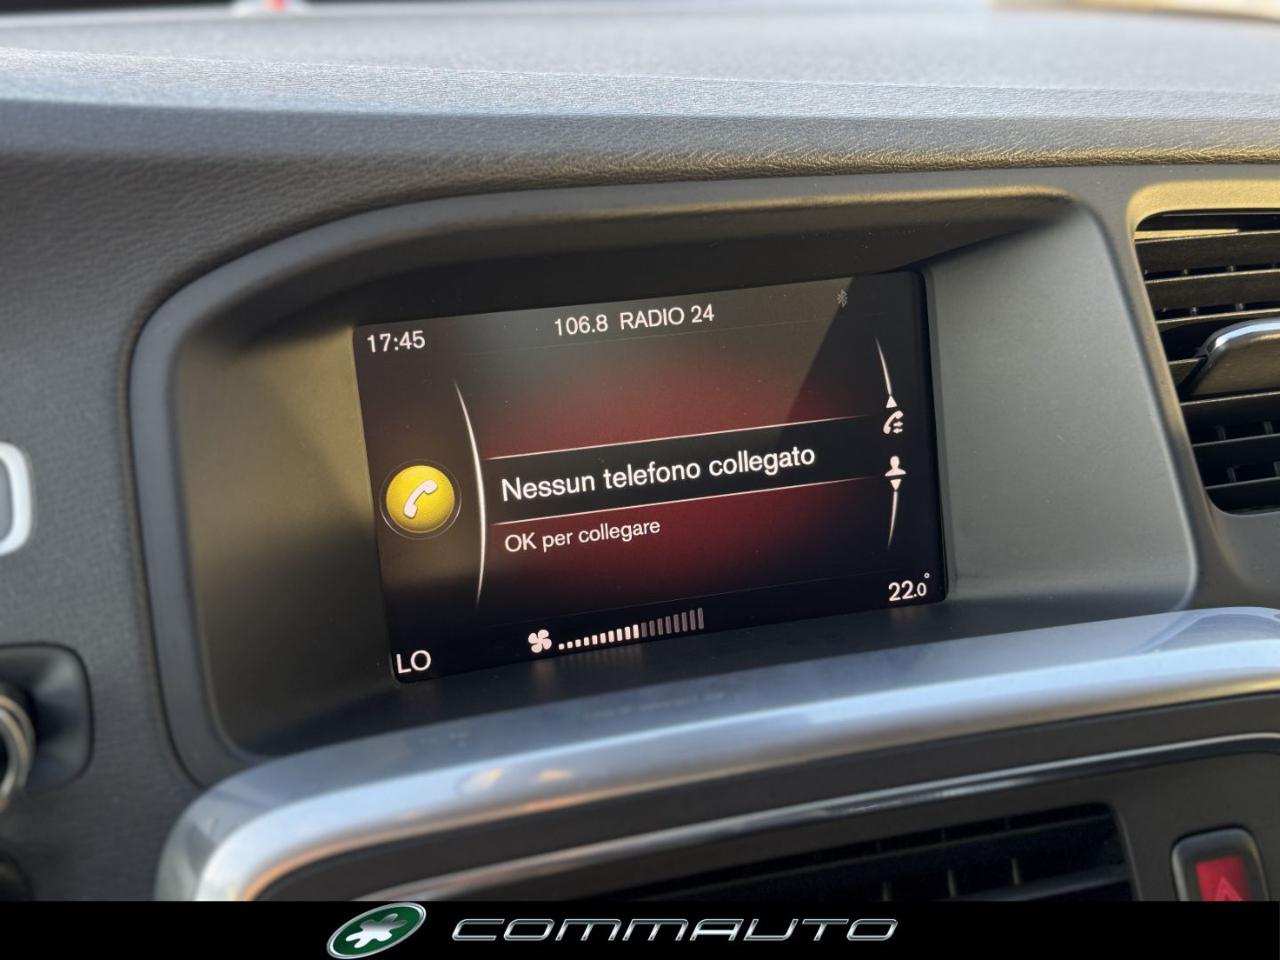 17:45
106.8 RADIO 24
Nessun telefono collegato
OK per collegare
22.0°
LO
COMMAUTO